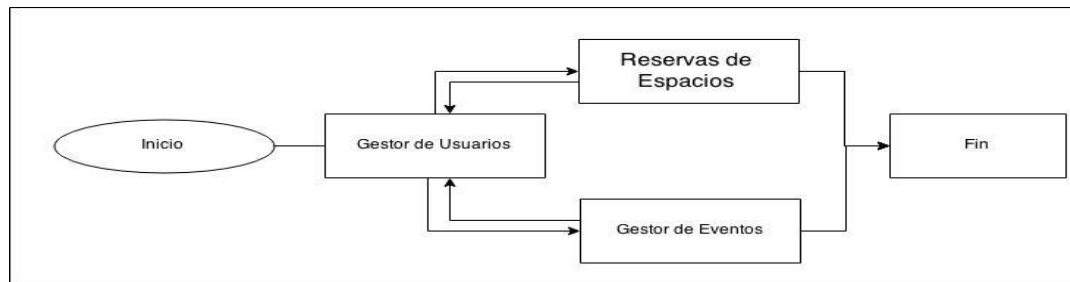 Reservas de
Espacios
Inicio
Gestor de Usuarios
Fin
Gestor de Eventos